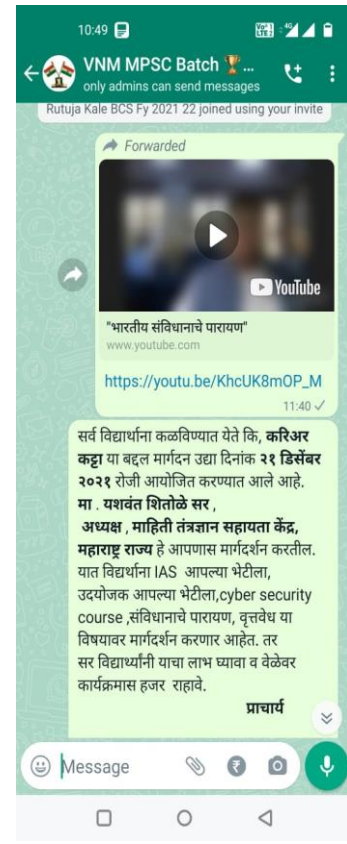 10:49
VNM MPSC Batch 🏆...
only admins can send messages
Rutuja Kale BCS Fy 2021 22 joined using your invite
Forwarded
YouTube
"भारतीय संविधानाचे पारायण"
www.youtube.com
https://youtu.be/KhcUK8mOP_M
11:40
सर्व विद्यार्थाना कळविण्यात येते कि, करिअर
कट्टा या बद्दल मार्गदन उद्या दिनांक २१ डिसेंबर
२०२१ रोजी आयोजित करण्यात आले आहे.
मा . यशवंत शितोळे सर ,
अध्यक्ष , माहिती तंत्रज्ञान सहायता केंद्र,
महाराष्ट्र राज्य हे आपणास मार्गदर्शन करतील.
यात विद्यर्थाना IAS आपल्या भेटीला,
उदयोजक आपल्या भेटीला,cyber security
course ,संविधानाचे पारायण, वृत्तवेध या
विषयावर मार्गदर्शन करणार आहेत. तर
सर विद्यार्थ्यांनी याचा लाभ घ्यावा व वेळेवर
कार्यक्रमास हजर राहावे.
प्राचार्य
Message